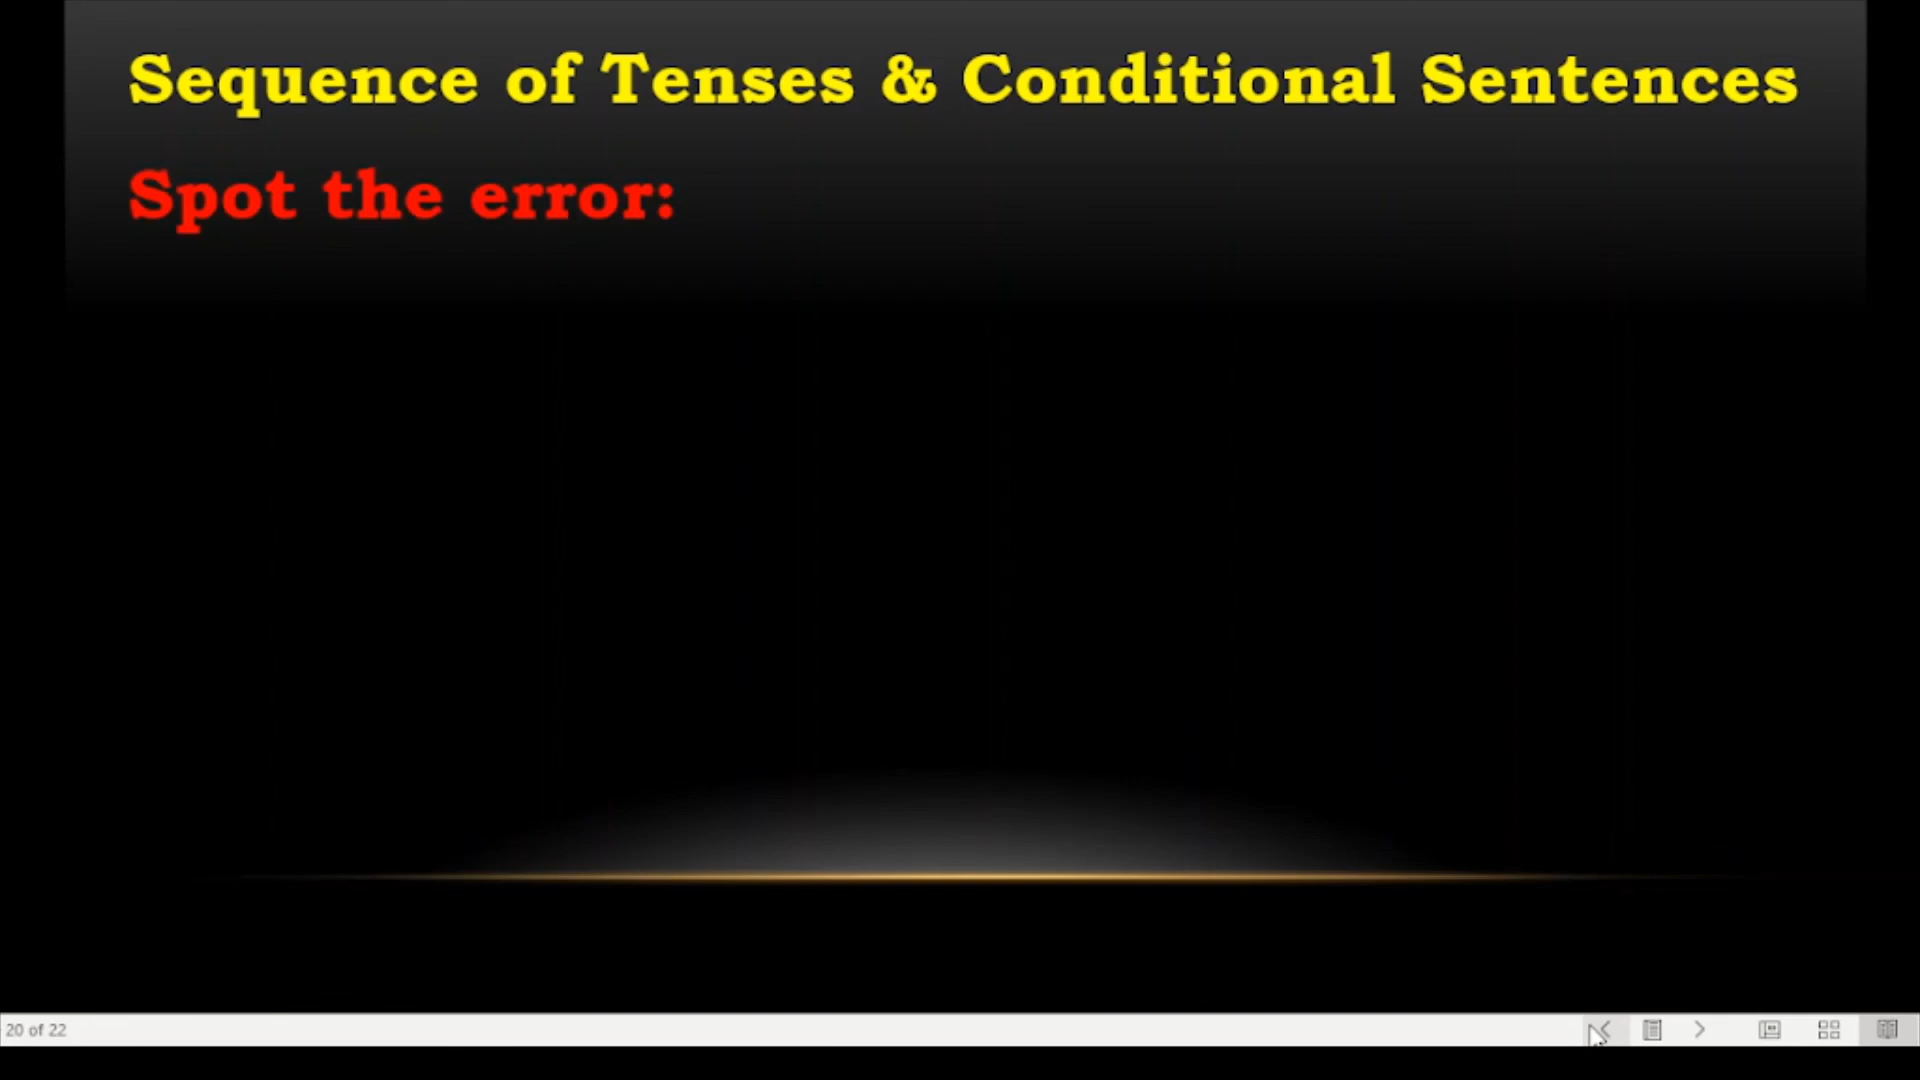 Sequence of Tenses & Conditional Sentences
Spot the error:
20 of 22